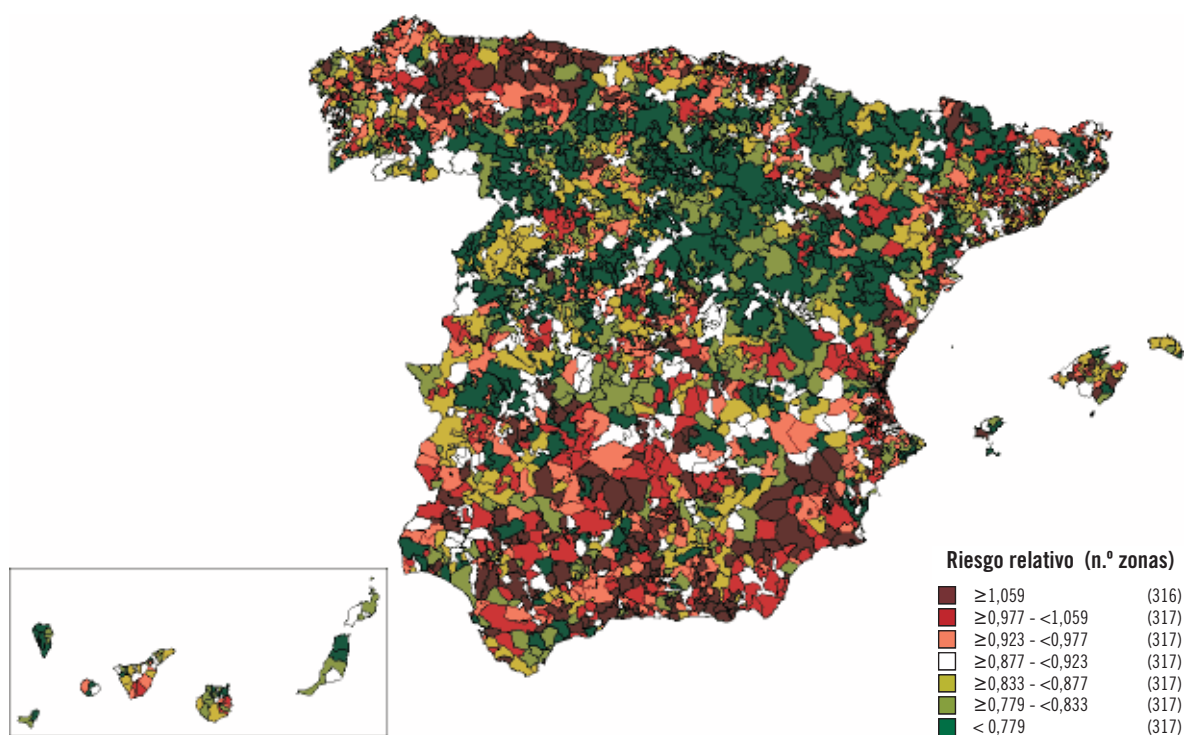 Riesgo relativo (n.º zonas)
≥1,059 (316)
≥0,977 - <1,059 (317)
≥0,923 - <0,977 (317)
≥0,877 - <0,923 (317)
≥0,833 - <0,877 (317)
≥0,779 - <0,833 (317)
< 0,779 (317)